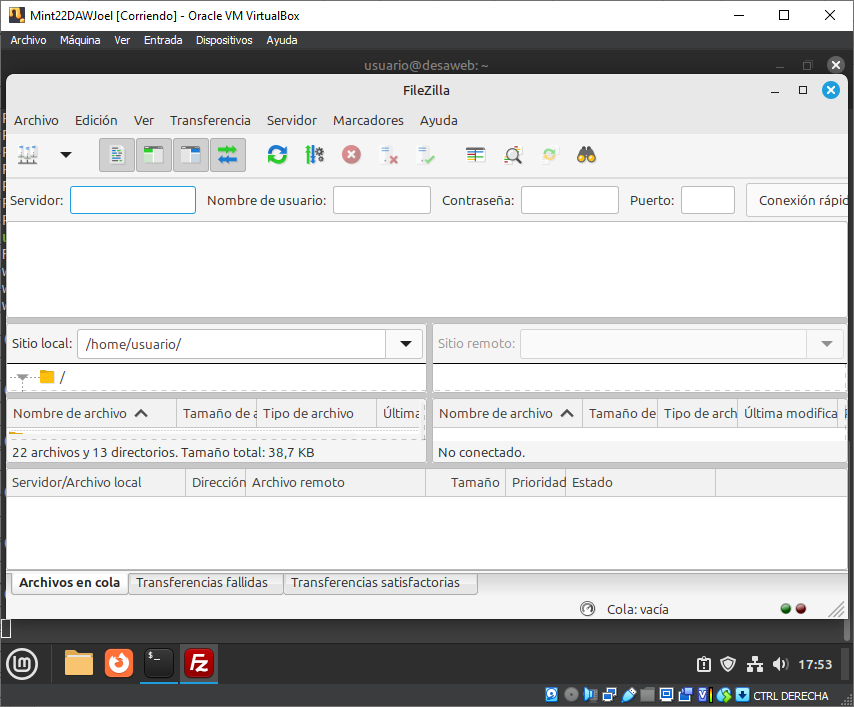 Mint22DAWJoel [Corriendo] - Oracle VM VirtualBox
Archivo Máquina Ver Entrada Dispositivos Ayuda
usuario@desaweb: ~
FileZilla
Archivo Edición Ver Transferencia Servidor Marcadores Ayuda
Servidor: Nombre de usuario: Contraseña: Puerto: Conexión rápid
Sitio local: /home/usuario/ Sitio remoto:
/
Nombre de archivo Tamaño de a Tipo de archivo Última Nombre de archivo Tamaño de Tipo de arch Última modifica
22 archivos y 13 directorios. Tamaño total: 38,7 KB No conectado.
Servidor/Archivo local Dirección Archivo remoto Tamaño Prioridad Estado
Archivos en cola Transferencias fallidas Transferencias satisfactorias
Cola: vacía
lm $_ Fz 17:53
CTRL DERECHA